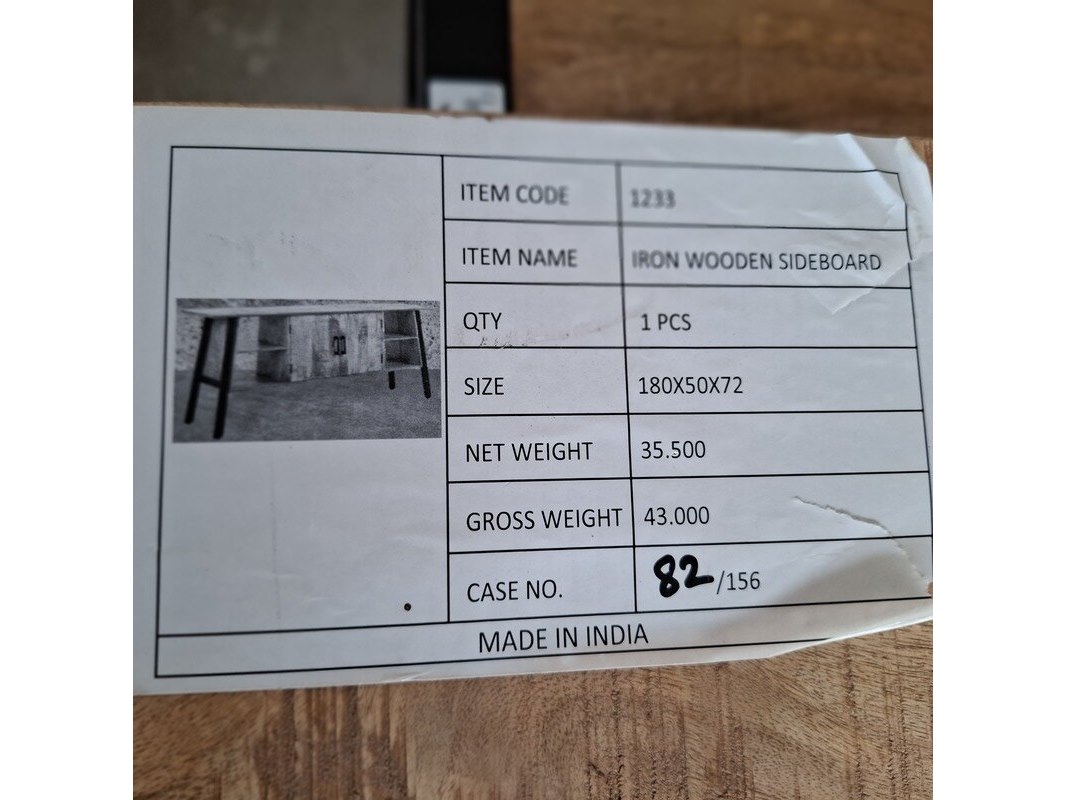 ITEM CODE 1233
ITEM NAME IRON WOODEN SIDEBOARD
QTY 1 PCS
SIZE 180X50X72
NET WEIGHT 35.500
GROSS WEIGHT 43.000
CASE NO. 82/156
MADE IN INDIA